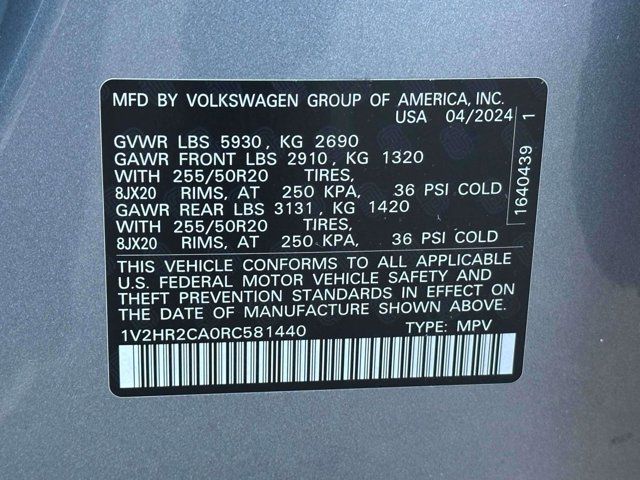 MFD BY VOLKSWAGEN GROUP OF AMERICA, INC.
USA 04/2024
GVWR LBS 5930, KG 2690
GAWR FRONT LBS 2910, KG 1320
WITH 255/50R20 TIRES,
8JX20 RIMS, AT 250 KPA, 36 PSI COLD
GAWR REAR LBS 3131, KG 1420
WITH 255/50R20 TIRES,
8JX20 RIMS, AT 250 KPA, 36 PSI COLD
THIS VEHICLE CONFORMS TO ALL APPLICABLE
U.S. FEDERAL MOTOR VEHICLE SAFETY AND
THEFT PREVENTION STANDARDS IN EFFECT ON
THE DATE OF MANUFACTURE SHOWN ABOVE.
1V2HR2CA0RC581440 TYPE: MPV
1640439 1